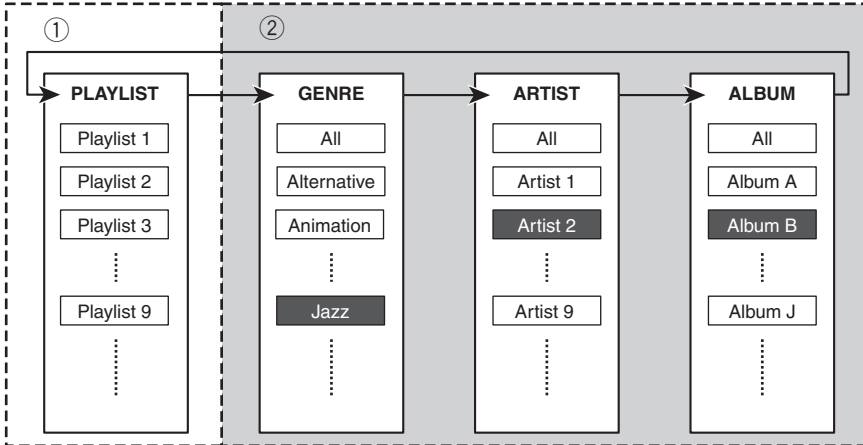 ①
②
PLAYLIST
Playlist 1
Playlist 2
Playlist 3
Playlist 9
GENRE
All
Alternative
Animation
Jazz
ARTIST
All
Artist 1
Artist 2
Artist 9
ALBUM
All
Album A
Album B
Album J